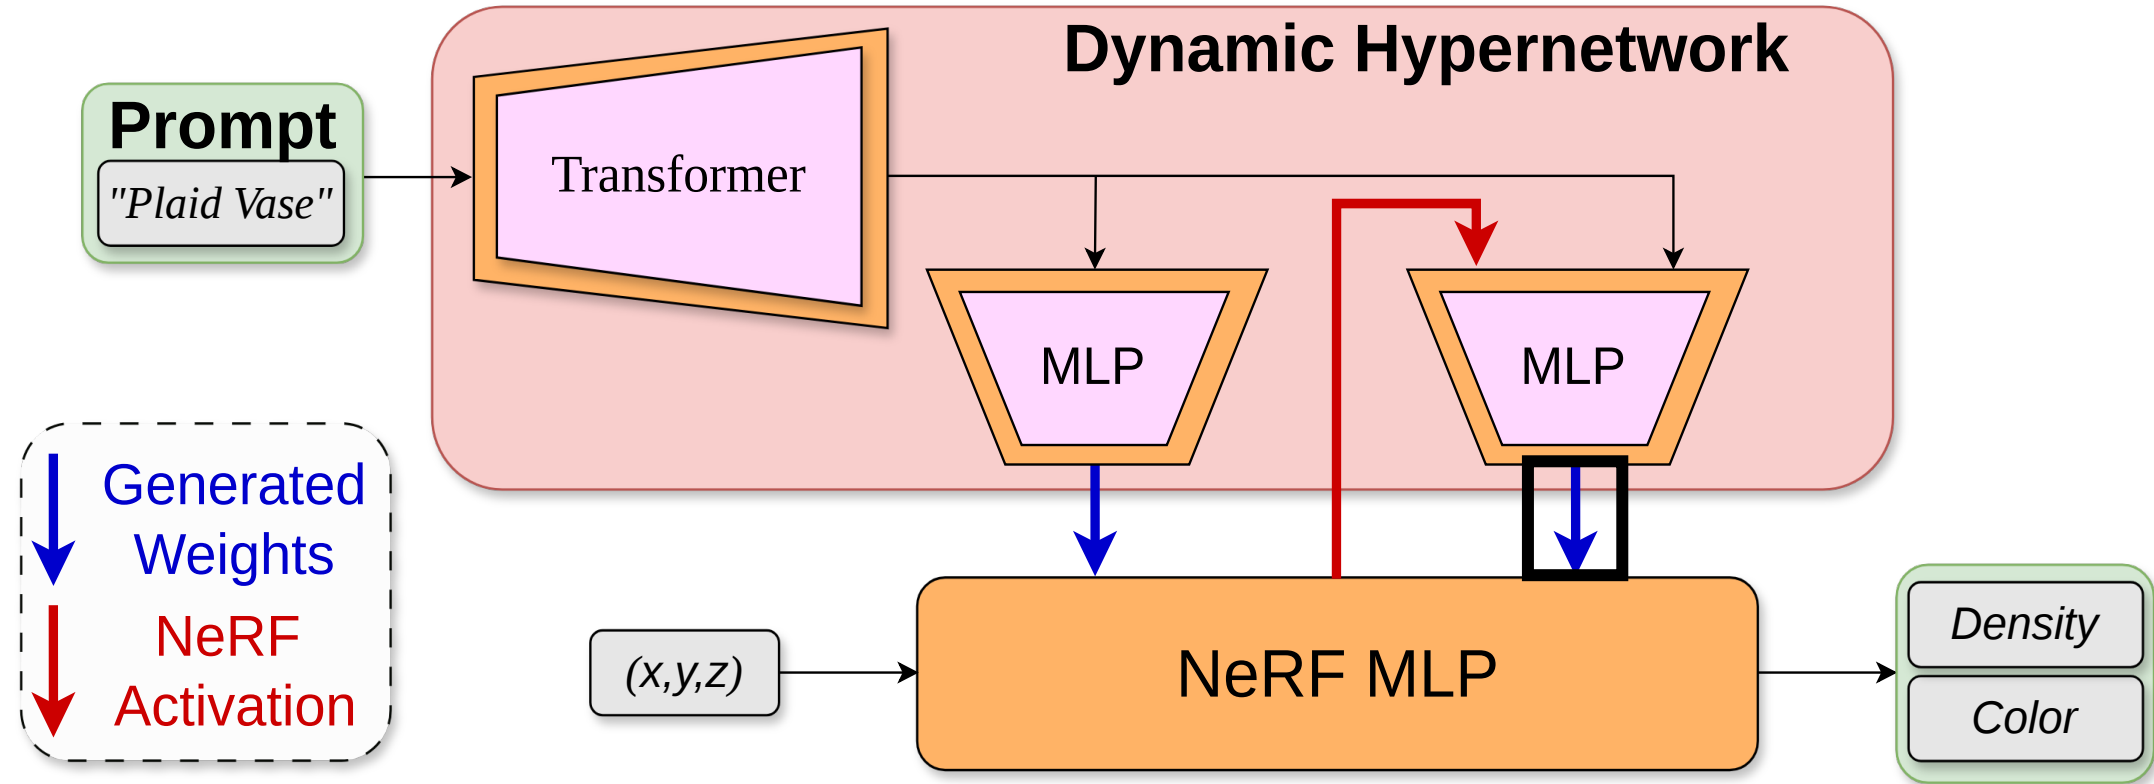 Dynamic Hypernetwork
Prompt
"Plaid Vase"
Transformer
MLP
MLP
Generated
Weights
NeRF
Activation
(x,y,z)
NeRF MLP
Density
Color